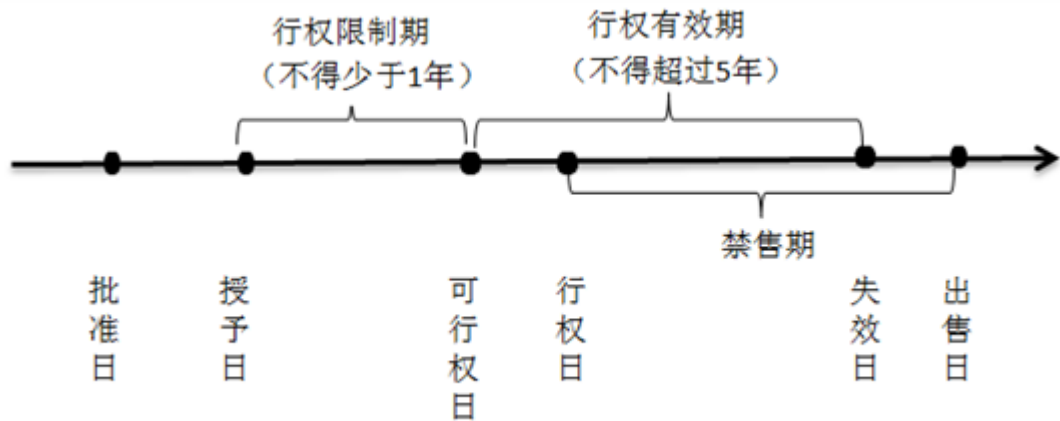 行权限制期
（不得少于1年）
行权有效期
（不得超过5年）
禁售期
批准日
授予日
可行权日
行权日
失效日
出售日